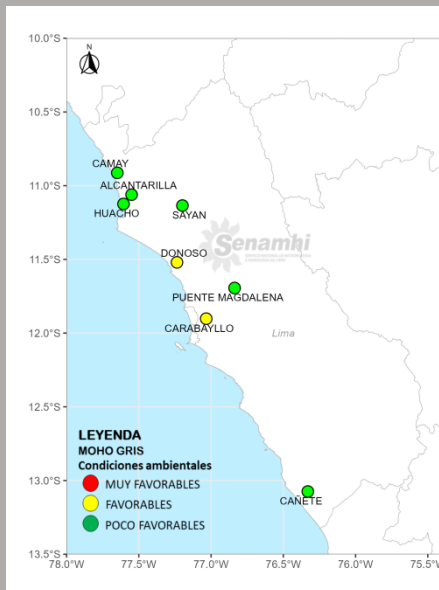 10.0°S
N
10.5°S
CAMAY
11.0°S
ALCANTARILLA
HUACHO
SAYAN
DONOSO
Senamhi
11.5°S
PUENTE MAGDALENA
CARABAYLLO
Lima
12.0°S
12.5°S
LEYENDA
MOHO GRIS
Condiciones ambientales
MUY FAVORABLES
FAVORABLES
POCO FAVORABLES
13.0°S
CAÑETE
13.5°S
78.0°W 77.5°W 77.0°W 76.5°W 76.0°W 75.5°W